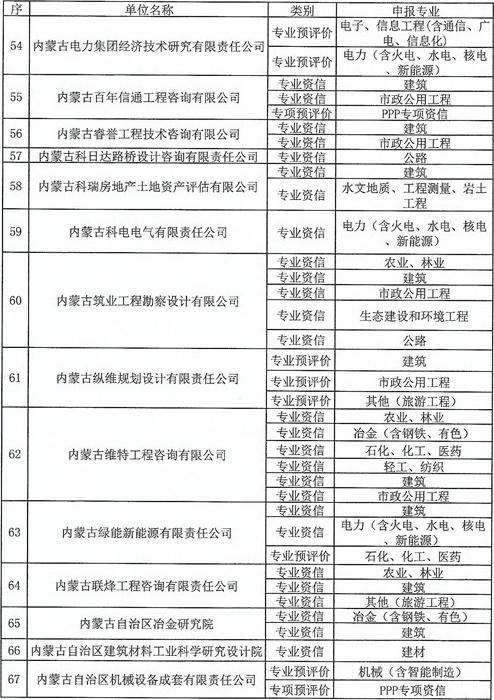 序 单位名称 类别 申报专业
54 内蒙古电力集团经济技术研究有限责任公司 专业预评价 电子、信息工程(含通信、广电、信息化)
专业预评价 电力（含火电、水电、核电、新能源）
55 内蒙古百年信通工程咨询有限公司 专业资信 建筑
专业资信 市政公用工程
专项预评价 PPP专项资信
56 内蒙古睿誉工程技术咨询有限公司 专业资信 建筑
专业资信 市政公用工程
57 内蒙古科日达路桥设计咨询有限责任公司 专业资信 公路
58 内蒙古科瑞房地产土地资产评估有限公司 专业资信 建筑
专业资信 水文地质、工程测量、岩土工程
59 内蒙古科电电气有限责任公司 专业资信 电力（含火电、水电、核电、新能源）
60 内蒙古筑业工程勘察设计有限公司 专业资信 农业、林业
专业资信 建筑
专业资信 市政公用工程
专业资信 生态建设和环境工程
专业资信 公路
61 内蒙古纵维规划设计有限责任公司 专业预评价 建筑
专业预评价 市政公用工程
专业预评价 其他（旅游工程）
62 内蒙古维特工程咨询有限公司 专业资信 农业、林业
专业资信 冶金（含钢铁、有色）
专业资信 石化、化工、医药
专业资信 轻工、纺织
专业资信 建筑
专业资信 市政公用工程
63 内蒙古绿能新能源有限责任公司 专业资信 建筑
专业资信 电力（含火电、水电、核电、新能源）
专业预评价 石化、化工、医药
64 内蒙古联烽工程咨询有限责任公司 专业资信 农业、林业
专业资信 建筑
专业资信 其他（旅游工程）
65 内蒙古自治区冶金研究院 专业资信 冶金（含钢铁、有色）
专业资信 建筑
66 内蒙古自治区建筑材料工业科学研究设计院 专业资信 建材
67 内蒙古自治区机械设备成套有限责任公司 专业预评价 机械（含智能制造）
专项预评价 PPP专项资信